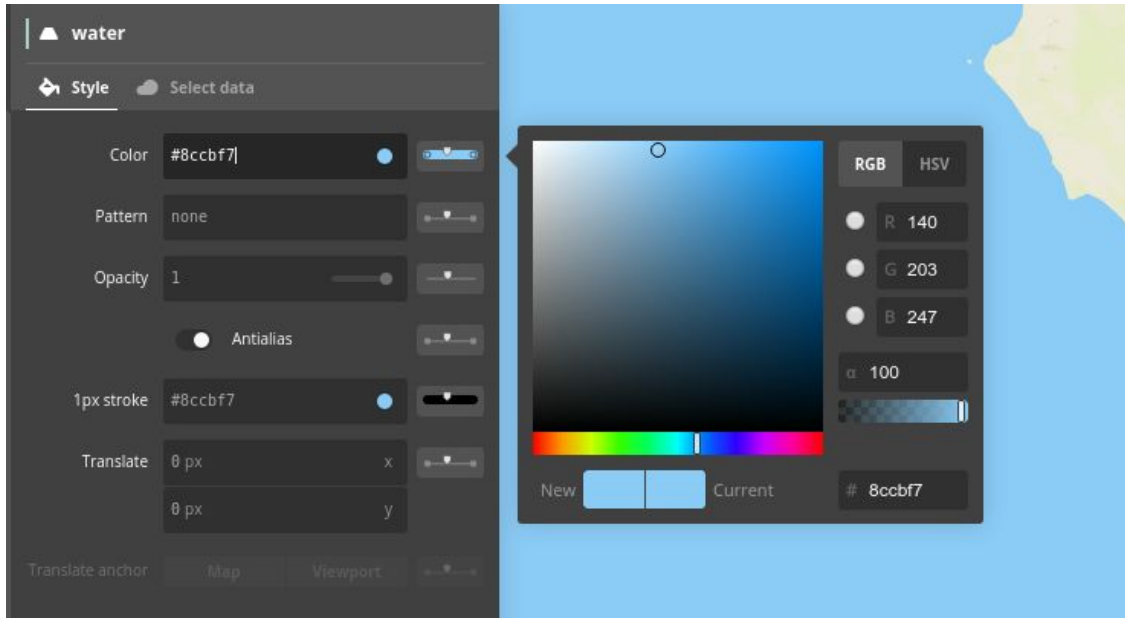 water
Style Select data
Color #8ccbf7
Pattern none
Opacity 1
Antialias
1px stroke #8ccbf7
Translate 0 px x
0 px y
Translate anchor Map Viewport
RGB HSV
R 140
G 203
B 247
α 100
New Current # 8ccbf7